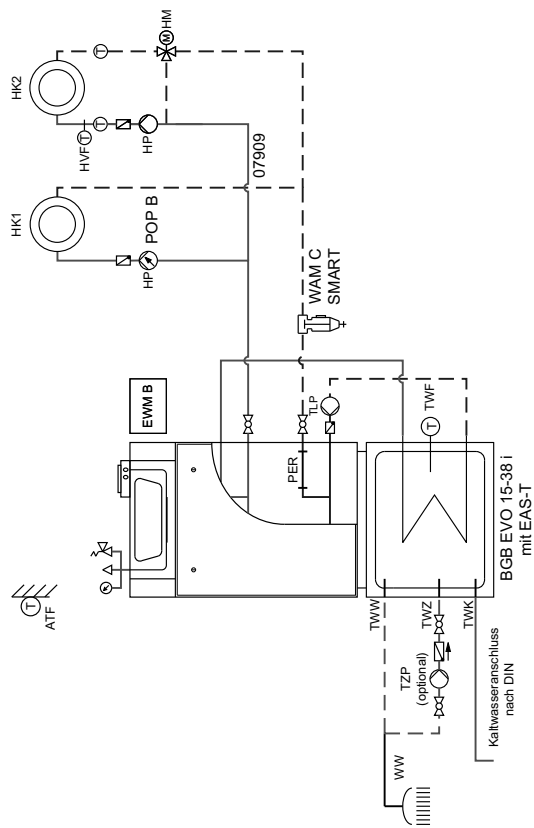 HK2
T
M
HM
HVF
T
T
HP
HK1
HP
POP B
07909
WAM C
SMART
EWM B
T
ATF
TLP
PER
T
TWF
BGB EVO 15-38 i
mit EAS-T
TWW
TWZ
TWK
TZP
(optional)
WW
Kaltwasseranschluss
nach DIN